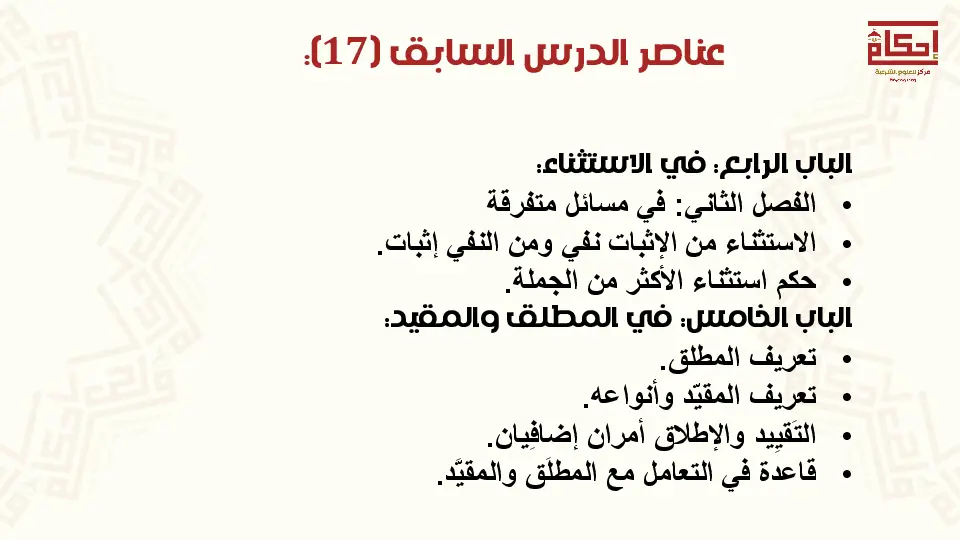 عناصر الدرس السابق (17):
إحكام
مركز للعلوم الشرعية
الباب الرابع: في الاستثناء:
• الفصل الثاني: في مسائل متفرقة
• الاستثناء من الإثبات نفي ومن النفي إثبات.
• حكم استثناء الأكثر من الجملة.
الباب الخامس: في المطلق والمقيد:
• تعريف المطلق.
• تعريف المقيّد وأنواعه.
• التَقيِيد والإطلاق أمران إضافِيان.
• قاعدة في التعامل مع المطلَق والمقيَّد.